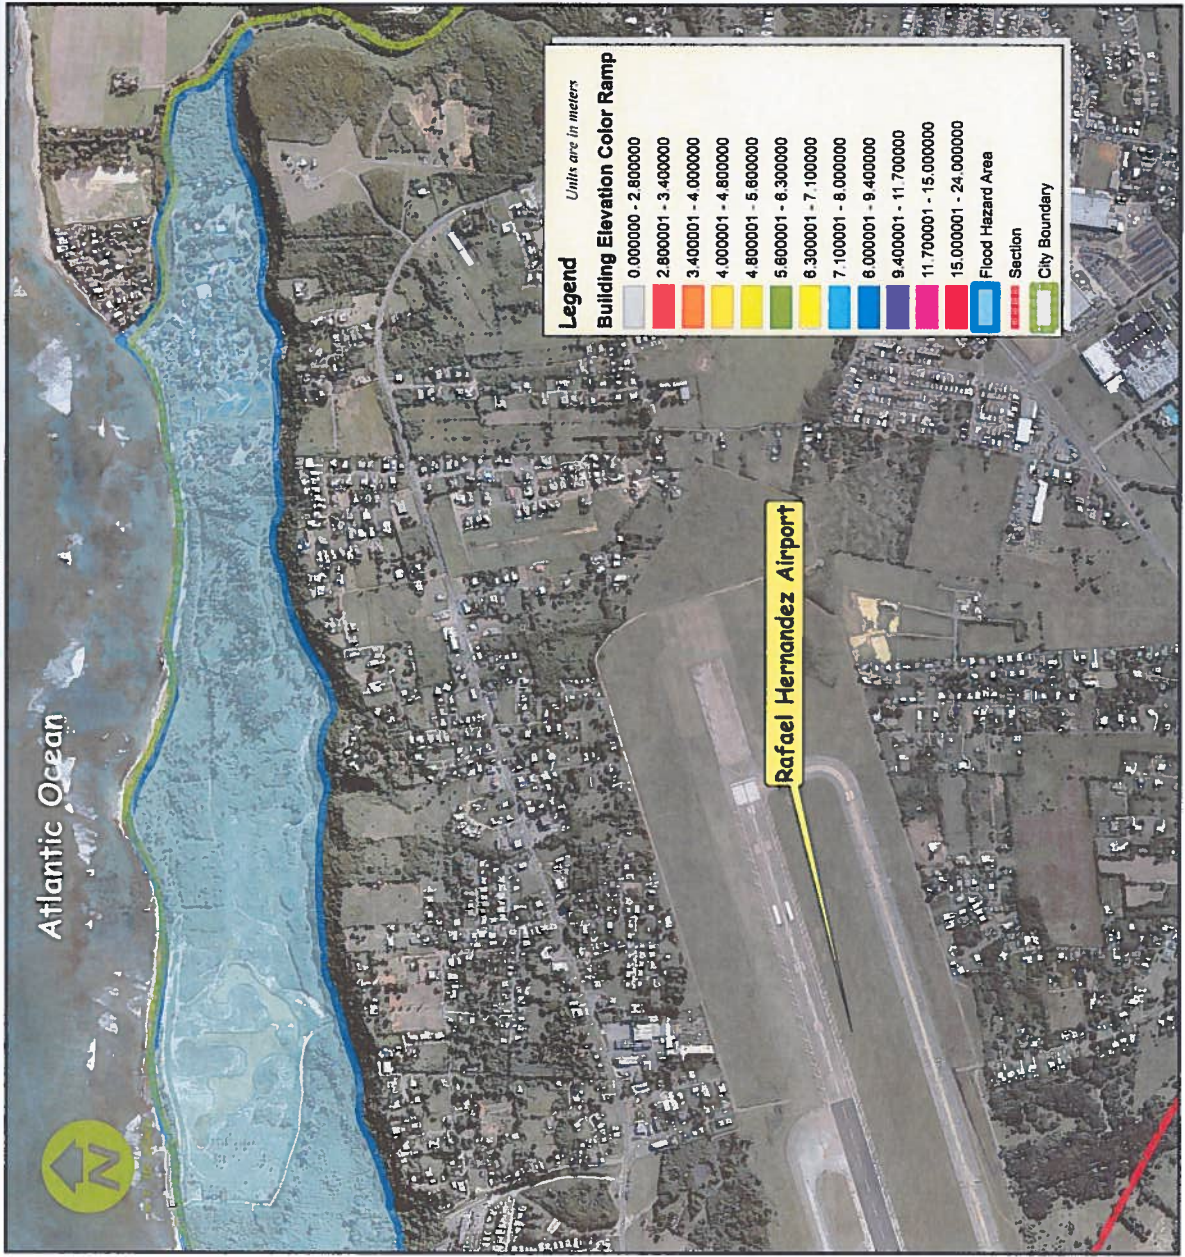 Atlantic Ocean
N
Rafael Hernandez Airport
Legend
Units are in meters
Building Elevation Color Ramp
0.000000 - 2.800000
2.800001 - 3.400000
3.400001 - 4.000000
4.000001 - 4.800000
4.800001 - 5.600000
5.600001 - 6.300000
6.300001 - 7.100000
7.100001 - 8.000000
8.000001 - 9.400000
9.400001 - 11.700000
11.700001 - 15.000000
15.000001 - 24.000000
Flood Hazard Area
Section
City Boundary